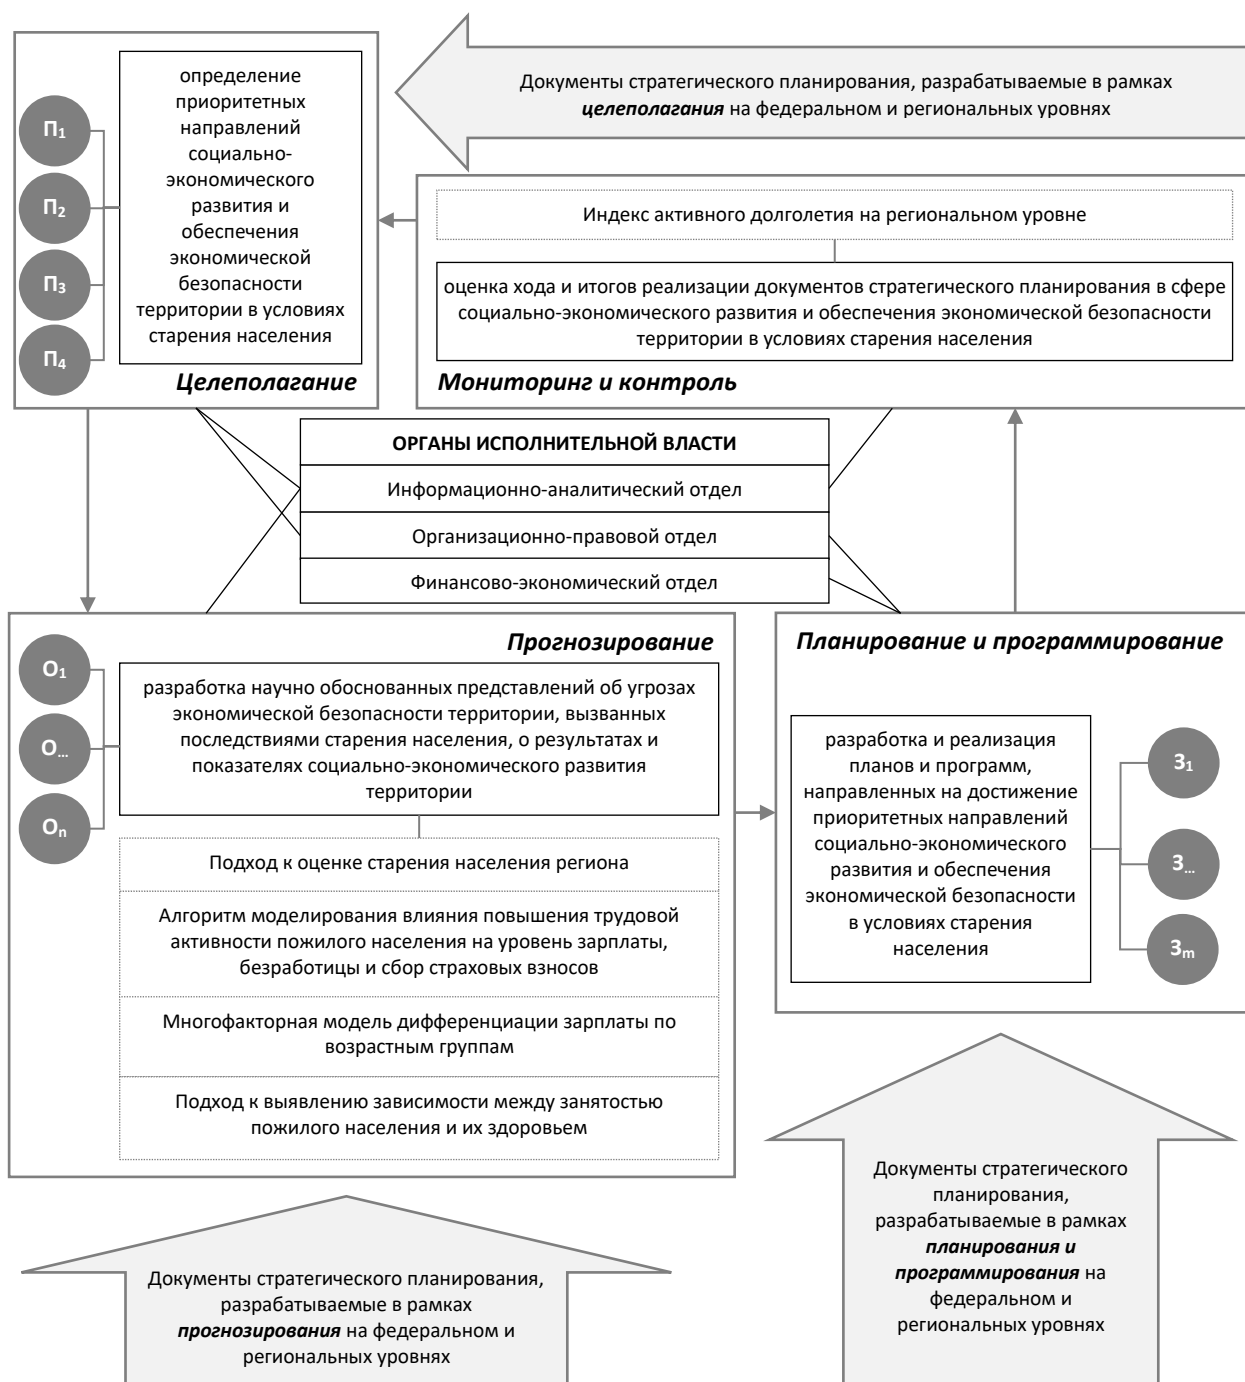 Документы стратегического планирования, разрабатываемые в рамках
целеполагания на федеральном и региональных уровнях
П1
П2
П3
П4
определение
приоритетных
направлений
социально-
экономического
развития и
обеспечения
экономической
безопасности
территории в условиях
старения населения
Целеполагание
Индекс активного долголетия на региональном уровне
оценка хода и итогов реализации документов стратегического планирования в сфере
социально-экономического развития и обеспечения экономической безопасности
территории в условиях старения населения
Мониторинг и контроль
ОРГАНЫ ИСПОЛНИТЕЛЬНОЙ ВЛАСТИ
Информационно-аналитический отдел
Организационно-правовой отдел
Финансово-экономический отдел
Прогнозирование
О1
О...
Оn
разработка научно обоснованных представлений об угрозах
экономической безопасности территории, вызванных
последствиями старения населения, о результатах и
показателях социально-экономического развития
территории
Подход к оценке старения населения региона
Алгоритм моделирования влияния повышения трудовой
активности пожилого населения на уровень зарплаты,
безработицы и сбор страховых взносов
Многофакторная модель дифференциации зарплаты по
возрастным группам
Подход к выявлению зависимости между занятостью
пожилого населения и их здоровьем
Планирование и программирование
разработка и реализация
планов и программ,
направленных на достижение
приоритетных направлений
социально-экономического
развития и обеспечения
экономической безопасности
в условиях старения
населения
З1
З...
Зm
Документы стратегического планирования,
разрабатываемые в рамках
прогнозирования на федеральном и
региональных уровнях
Документы стратегического
планирования,
разрабатываемые в рамках
планирования и
программирования на
федеральном и
региональных уровнях